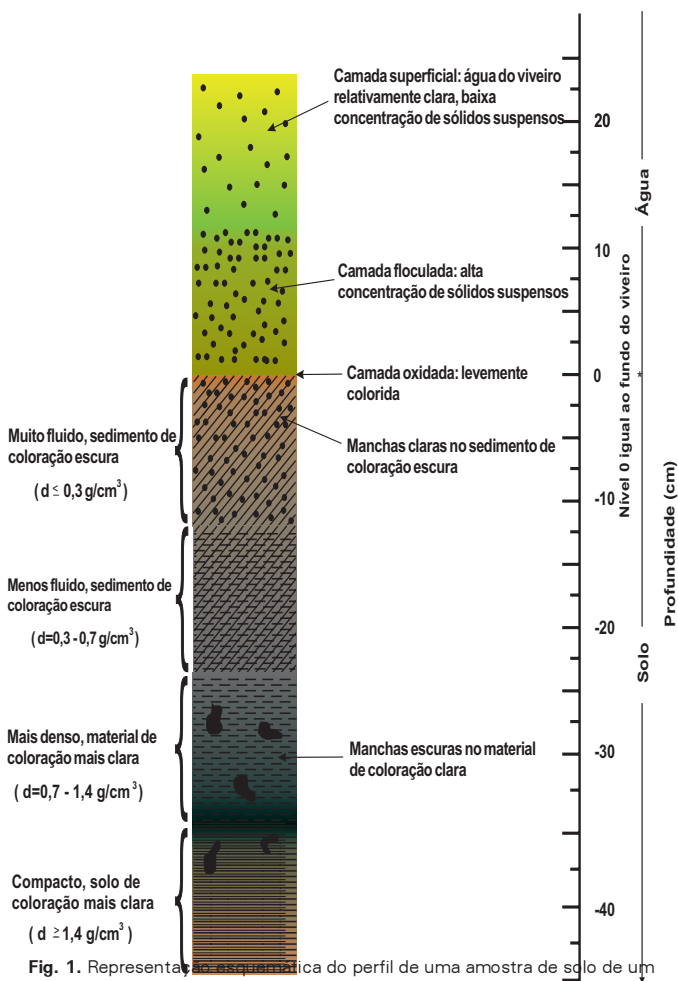 Camada superficial: água do viveiro
relativamente clara, baixa
concentração de sólidos suspensos
Camada floculada: alta
concentração de sólidos suspensos
Camada oxidada: levemente
colorida
Manchas claras no sedimento de
coloração escura
Manchas escuras no material
de coloração clara
Muito fluido, sedimento de
coloração escura
( d ≤ 0,3 g/cm³ )
Menos fluido, sedimento de
coloração escura
( d=0,3 - 0,7 g/cm³)
Mais denso, material de
coloração mais clara
( d=0,7 - 1,4 g/cm³)
Compacto, solo de
coloração mais clara
( d ≥ 1,4 g/cm³ )
20
10
0
-10
-20
-30
-40
Água
Nível 0 igual ao fundo do viveiro
*
Solo
Profundidade (cm)
Fig. 1. Representação esquemática do perfil de uma amostra de solo de um